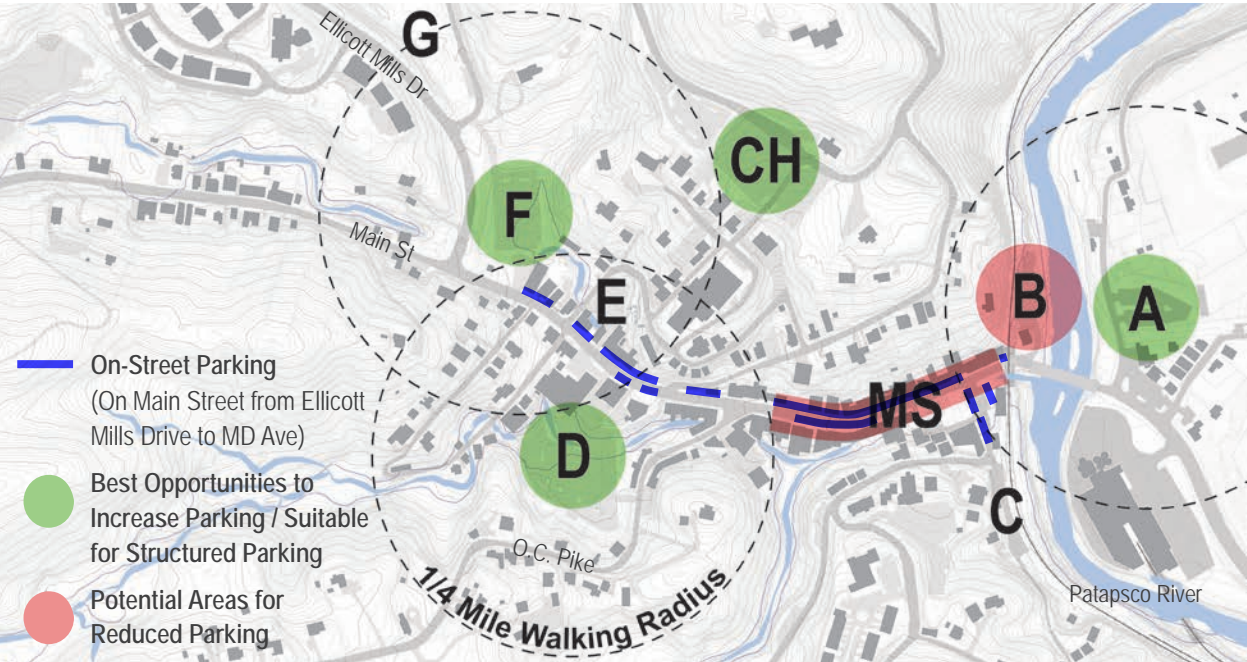 G
Ellicott Mills Dr
CH
F
Main St
E
B
A
On-Street Parking
(On Main Street from Ellicott
Mills Drive to MD Ave)
MS
D
Best Opportunities to
Increase Parking / Suitable
for Structured Parking
C
O.C. Pike
1/4 Mile Walking Radius
Potential Areas for
Reduced Parking
Patapsco River